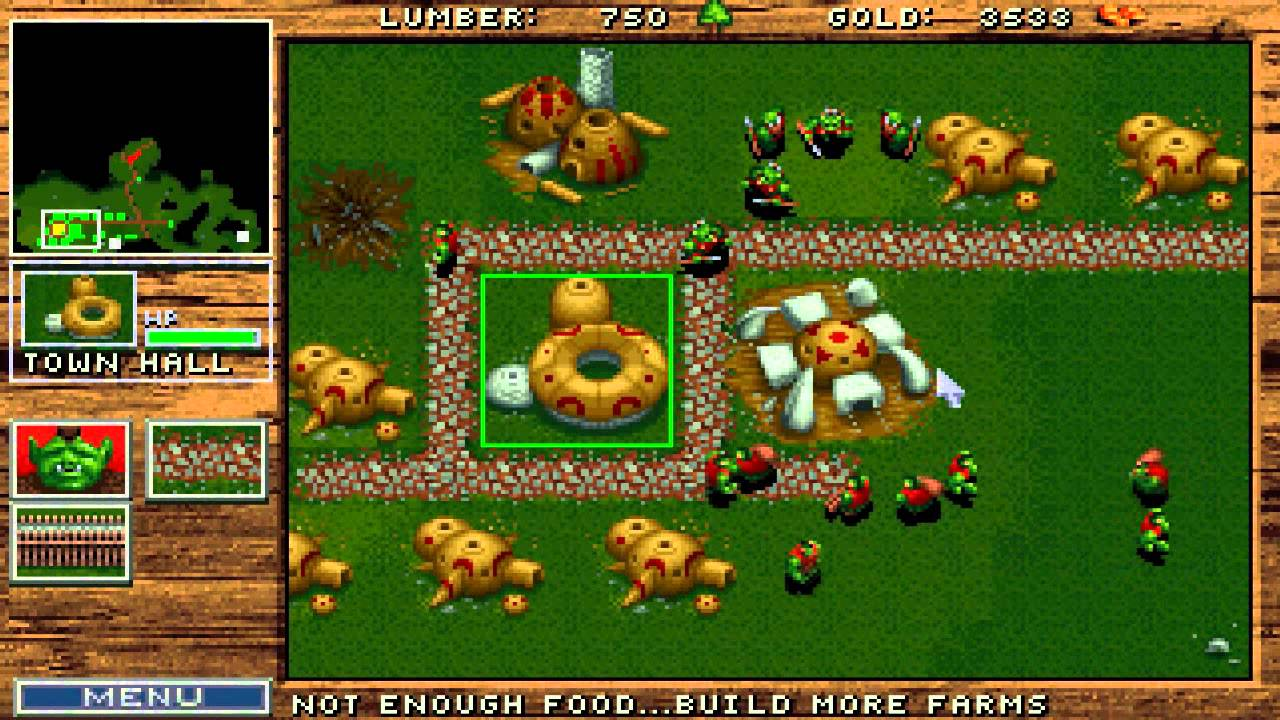 LUMBER: 750 GOLD: 3533
HP
TOWN HALL
MENU
NOT ENOUGH FOOD...BUILD MORE FARMS